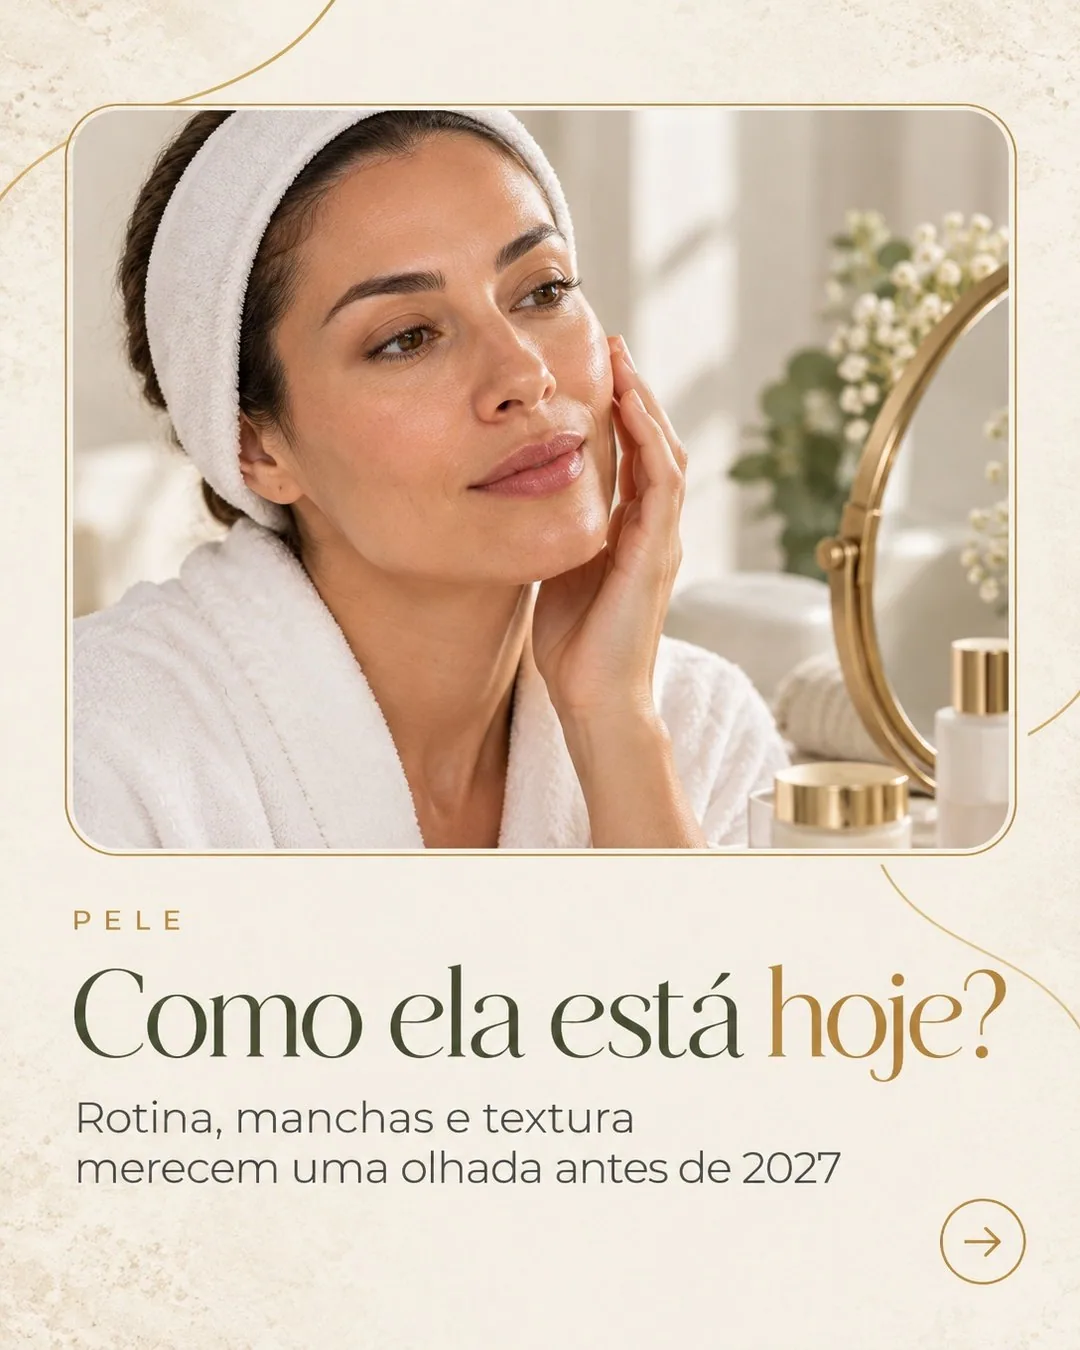 PELE
Como ela está hoje?
Rotina, manchas e textura
merecem uma olhada antes de 2027